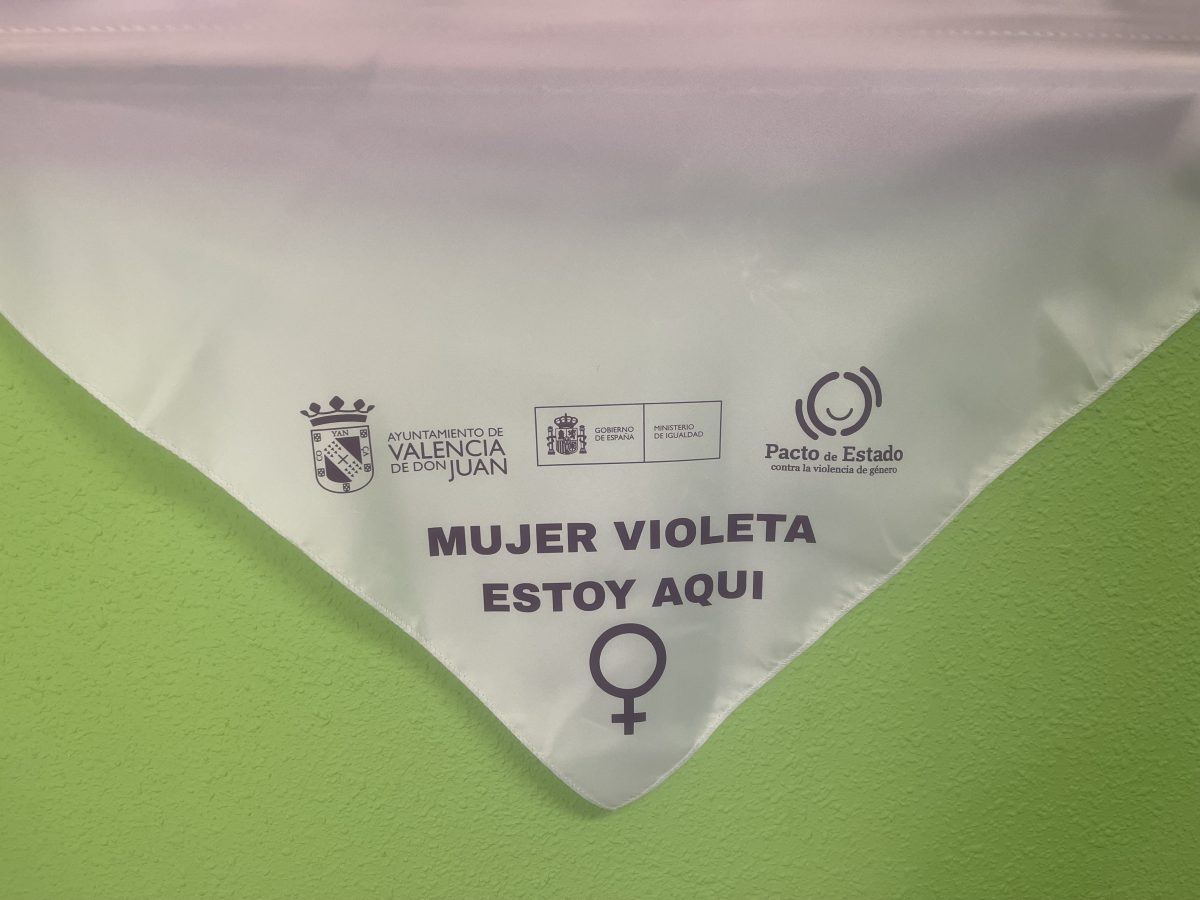 YAN
CO
CA
AYUNTAMIENTO DE
VALENCIA
DE DON JUAN
GOBIERNO
DE ESPAÑA
MINISTERIO
DE IGUALDAD
Pacto de Estado
contra la violencia de género
MUJER VIOLETA
ESTOY AQUI